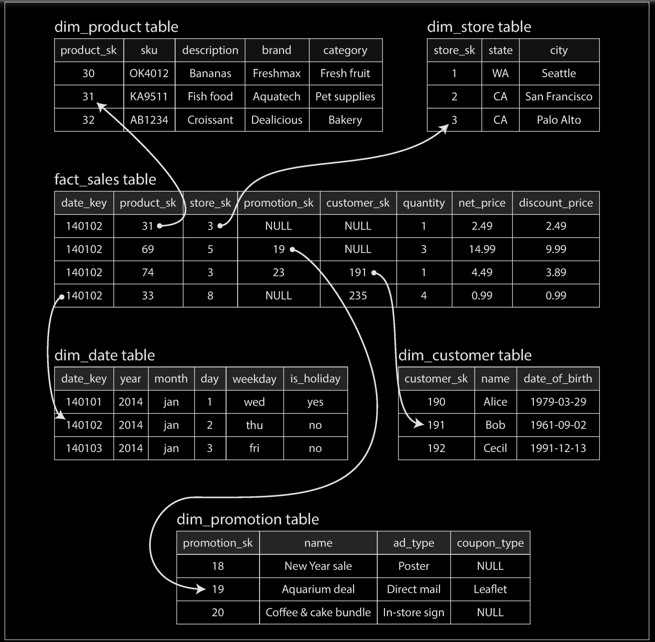 dim_product table
product_sk sku description brand category
30 OK4012 Bananas Freshmax Fresh fruit
31 KA9511 Fish food Aquatech Pet supplies
32 AB1234 Croissant Dealicious Bakery
dim_store table
store_sk state city
1 WA Seattle
2 CA San Francisco
3 CA Palo Alto
fact_sales table
date_key product_sk store_sk promotion_sk customer_sk quantity net_price discount_price
140102 31 3 NULL NULL 1 2.49 2.49
140102 69 5 19 NULL 3 14.99 9.99
140102 74 3 23 191 1 4.49 3.89
140102 33 8 NULL 235 4 0.99 0.99
dim_date table
date_key year month day weekday is_holiday
140101 2014 jan 1 wed yes
140102 2014 jan 2 thu no
140103 2014 jan 3 fri no
dim_customer table
customer_sk name date_of_birth
190 Alice 1979-03-29
191 Bob 1961-09-02
192 Cecil 1991-12-13
dim_promotion table
promotion_sk name ad_type coupon_type
18 New Year sale Poster NULL
19 Aquarium deal Direct mail Leaflet
20 Coffee & cake bundle In-store sign NULL